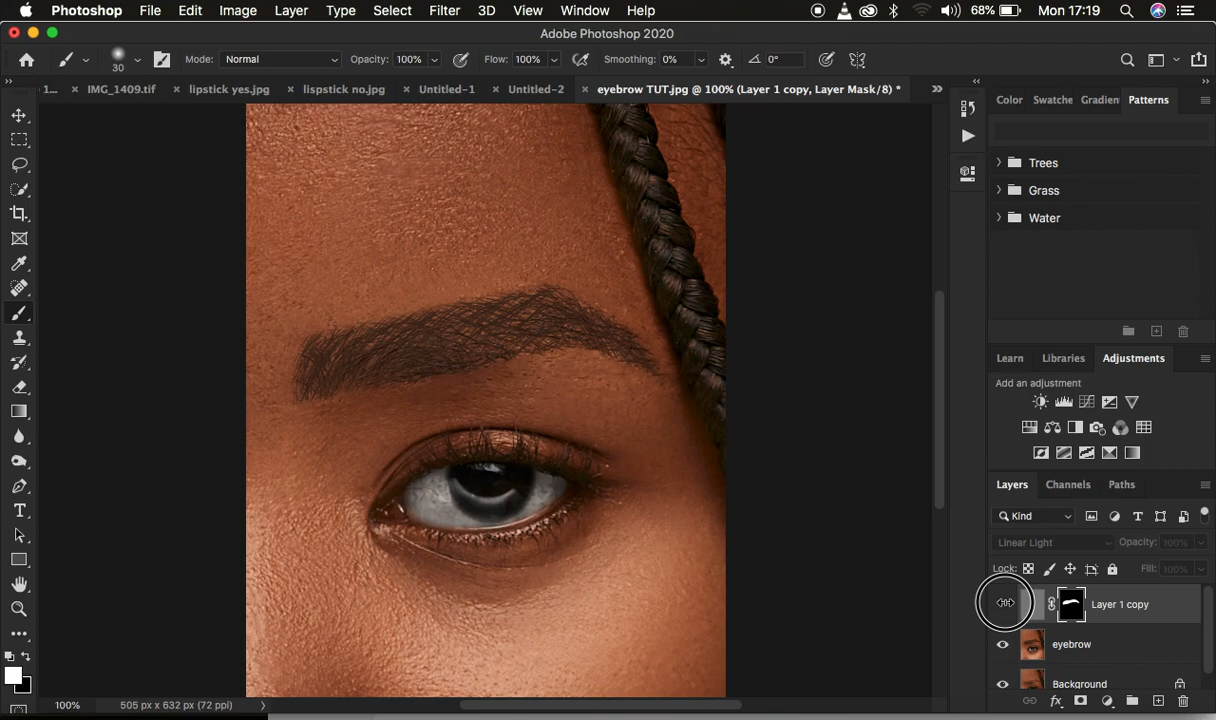 Photoshop File Edit Image Layer Type Select Filter 3D View Window Help 68% Mon 17:19
Adobe Photoshop 2020
30 Mode: Normal Opacity: 100% Flow: 100% Smoothing: 0% 0°
1... × IMG_1409.tif × lipstick yes.jpg × lispstick no.jpg × Untitled-1 × Untitled-2 × eyebrow TUT.jpg @ 100% (Layer 1 copy, Layer Mask/8) *
Color Swatche Gradien Patterns
Trees
Grass
Water
Learn Libraries Adjustments
Add an adjustment
Layers Channels Paths
Kind
Linear Light Opacity: 100%
Lock: Fill: 100%
Layer 1 copy
eyebrow
Background
100% 505 px x 632 px (72 ppi)